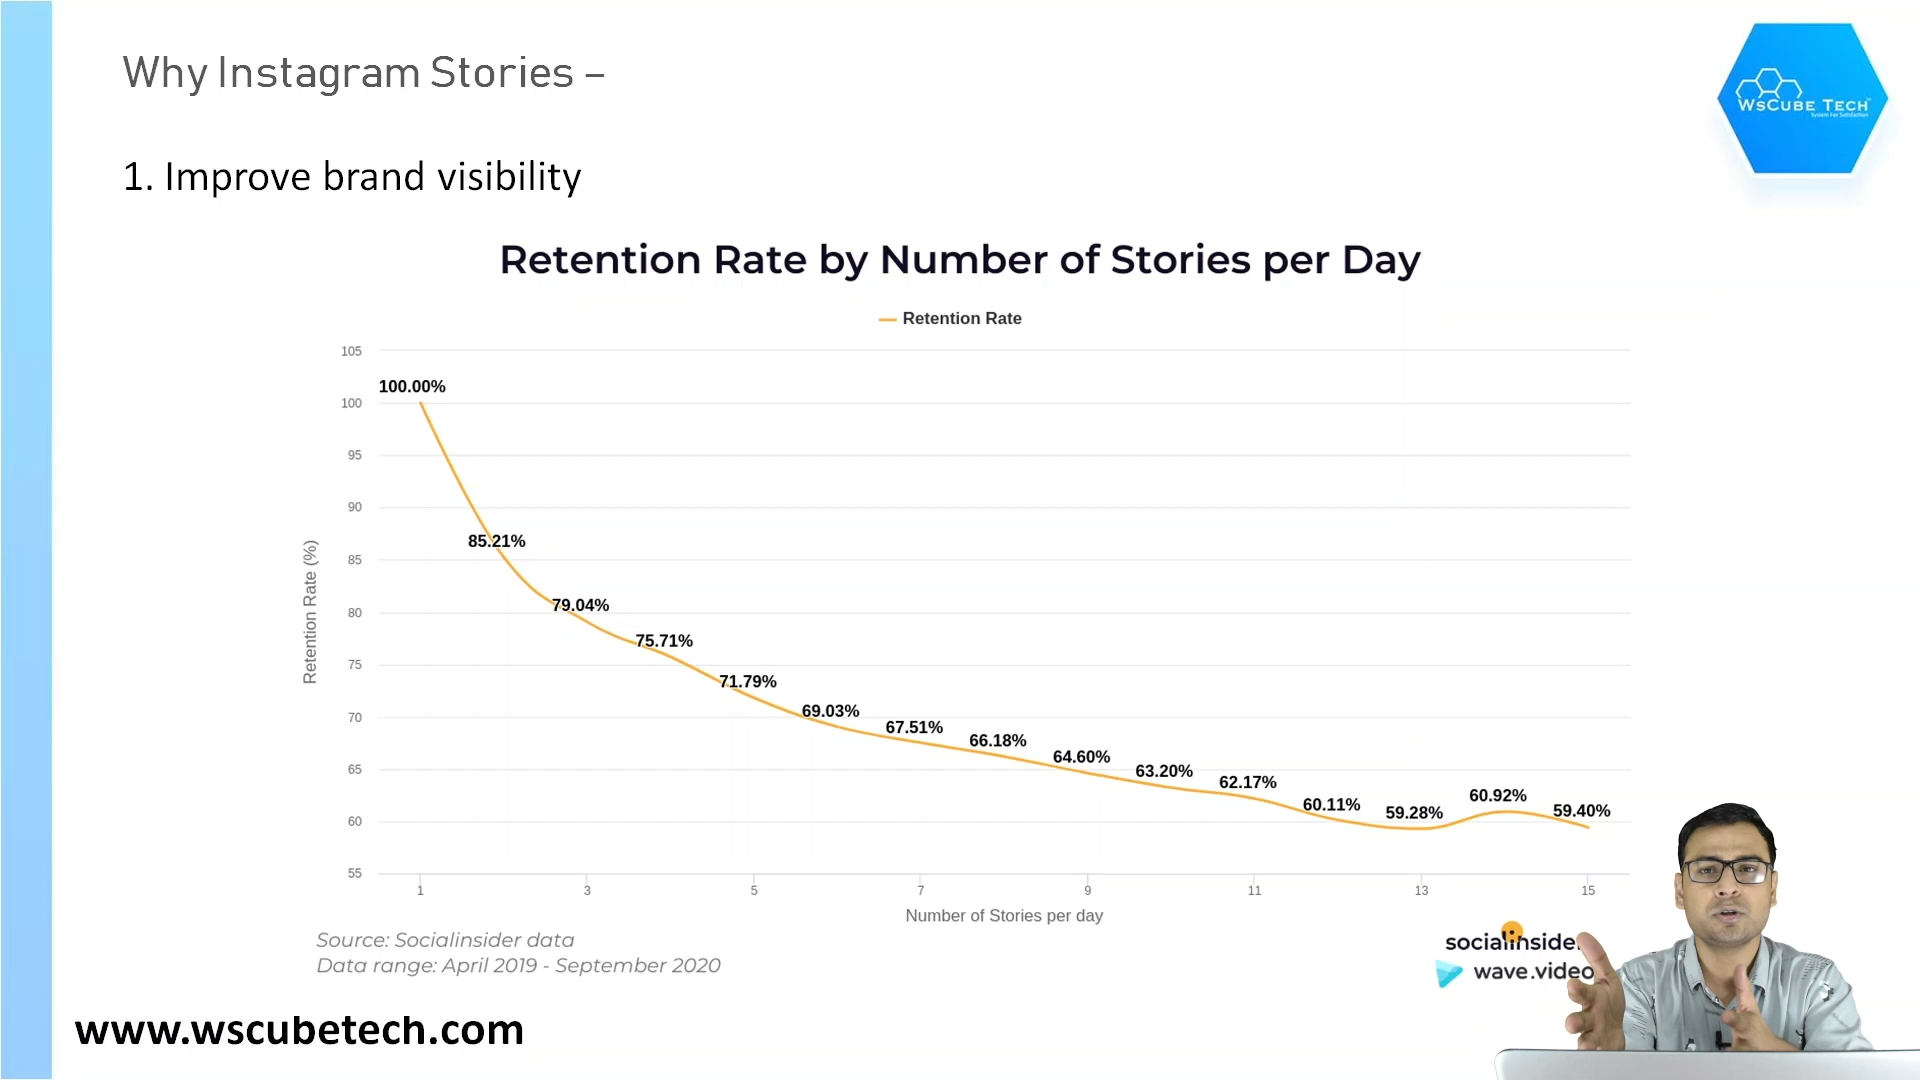 Why Instagram Stories –
WsCube Tech
System For Satisfaction
1. Improve brand visibility
Retention Rate by Number of Stories per Day
Retention Rate
105
100
95
90
85
80
75
70
65
60
55
Retention Rate (%)
100.00%
85.21%
79.04%
75.71%
71.79%
69.03%
67.51%
66.18%
64.60%
63.20%
62.17%
60.11%
59.28%
60.92%
59.40%
1 3 5 7 9 11 13 15
Number of Stories per day
Source: Socialinsider data
Data range: April 2019 - September 2020
socialinside
wave.video
www.wscubetech.com